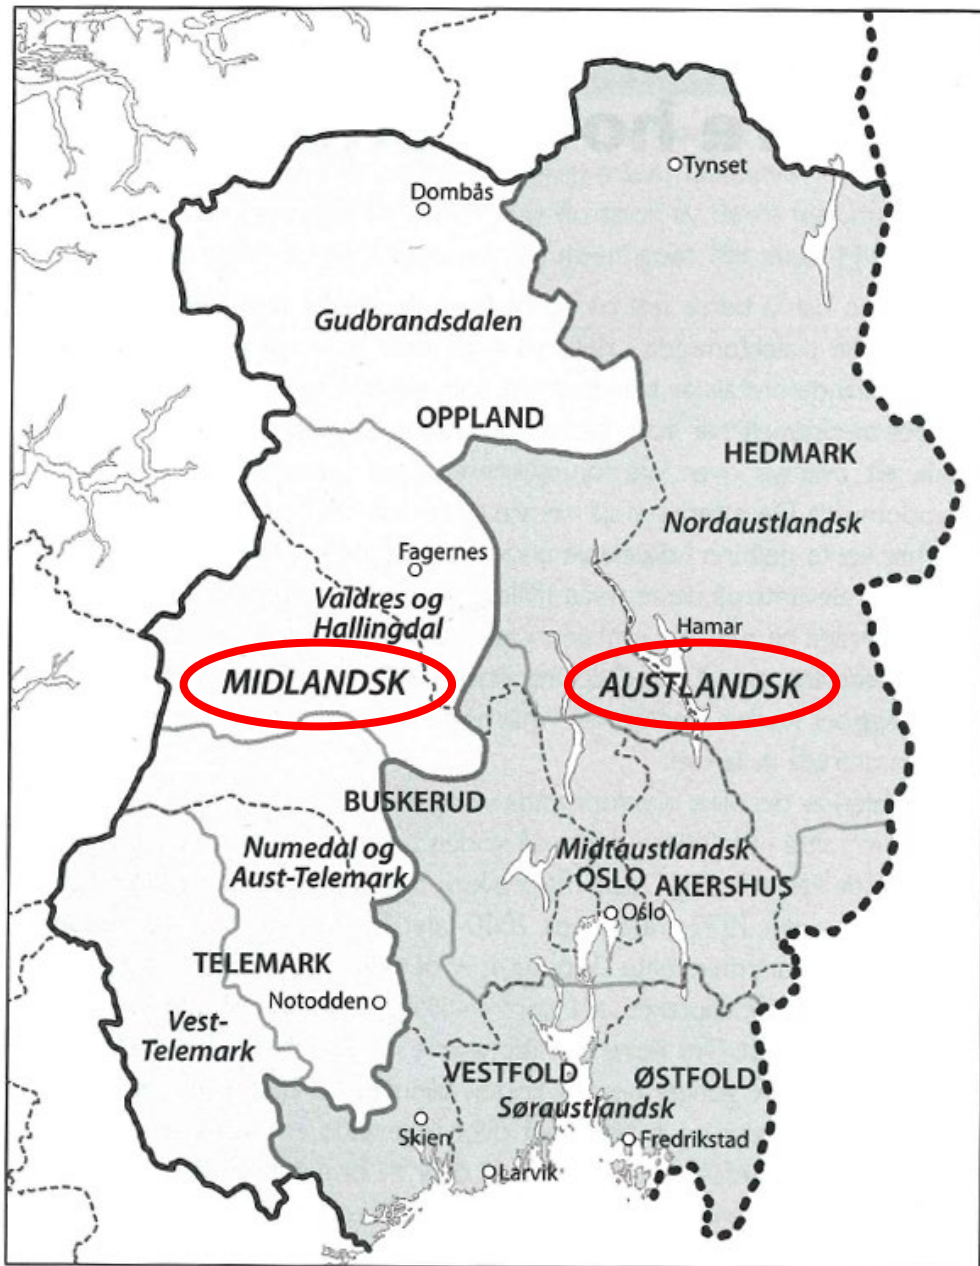 Tynset
Dombås
Gudbrandsdalen
OPPLAND
HEDMARK
Nordaustlandsk
Fagernes
Valdres og
Hallingdal
Hamar
MIDLANDSK
AUSTLANDSK
BUSKERUD
Numedal og
Aust-Telemark
Midtaustlandsk
OSLO
AKERSHUS
Oslo
TELEMARK
Notodden
Vest-
Telemark
VESTFOLD
ØSTFOLD
Søraustlandsk
Skien
Fredrikstad
Larvik